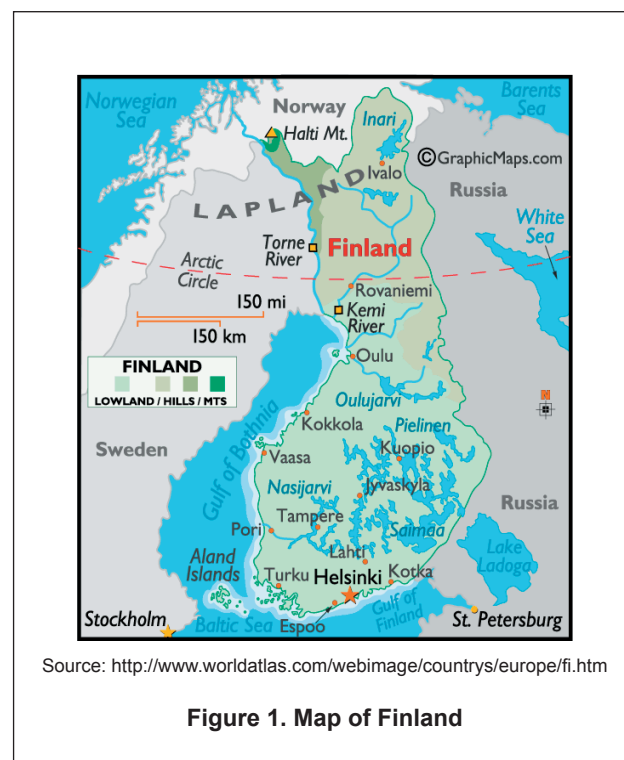 Norwegian
Sea
Barents
Sea
Norway
Halti Mt.
Inari
©GraphicMaps.com
Ivalo
Russia
LAPLAND
White
Sea
Torne
River
Finland
Arctic
Circle
Rovaniemi
150 mi
Kemi
River
150 km
Oulu
FINLAND
LOWLAND / HILLS / MTS
Oulujarvi
Kokkola
Pielinen
Gulf of Bothnia
Kuopio
Sweden
Vaasa
Nasijarvi
Jyvaskyla
Russia
Tampere
Pori
Saimaa
Lahti
Lake
Ladoga
Aland
Islands
Turku
Helsinki
Kotka
Gulf of
Finland
Stockholm
Baltic Sea
Espoo
St. Petersburg
N
Source: http://www.worldatlas.com/webimage/countrys/europe/fi.htm
Figure 1. Map of Finland